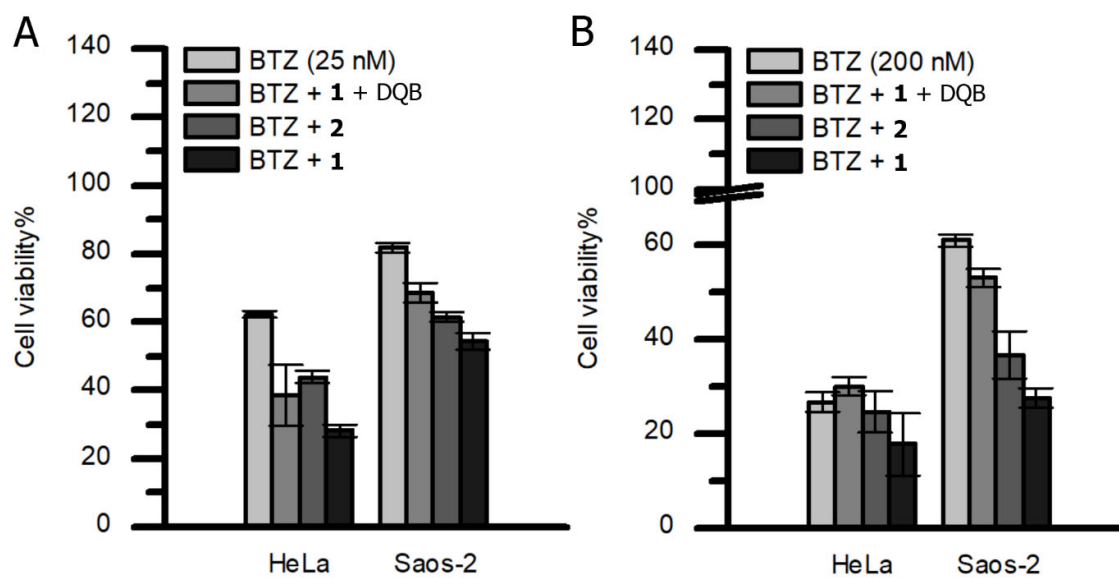 A
140
120
100
80
60
40
20
0
Cell viability%
BTZ (25 nM)
BTZ + 1 + DQB
BTZ + 2
BTZ + 1
HeLa
Saos-2
B
140
120
100
60
40
20
0
Cell viability%
BTZ (200 nM)
BTZ + 1 + DQB
BTZ + 2
BTZ + 1
HeLa
Saos-2